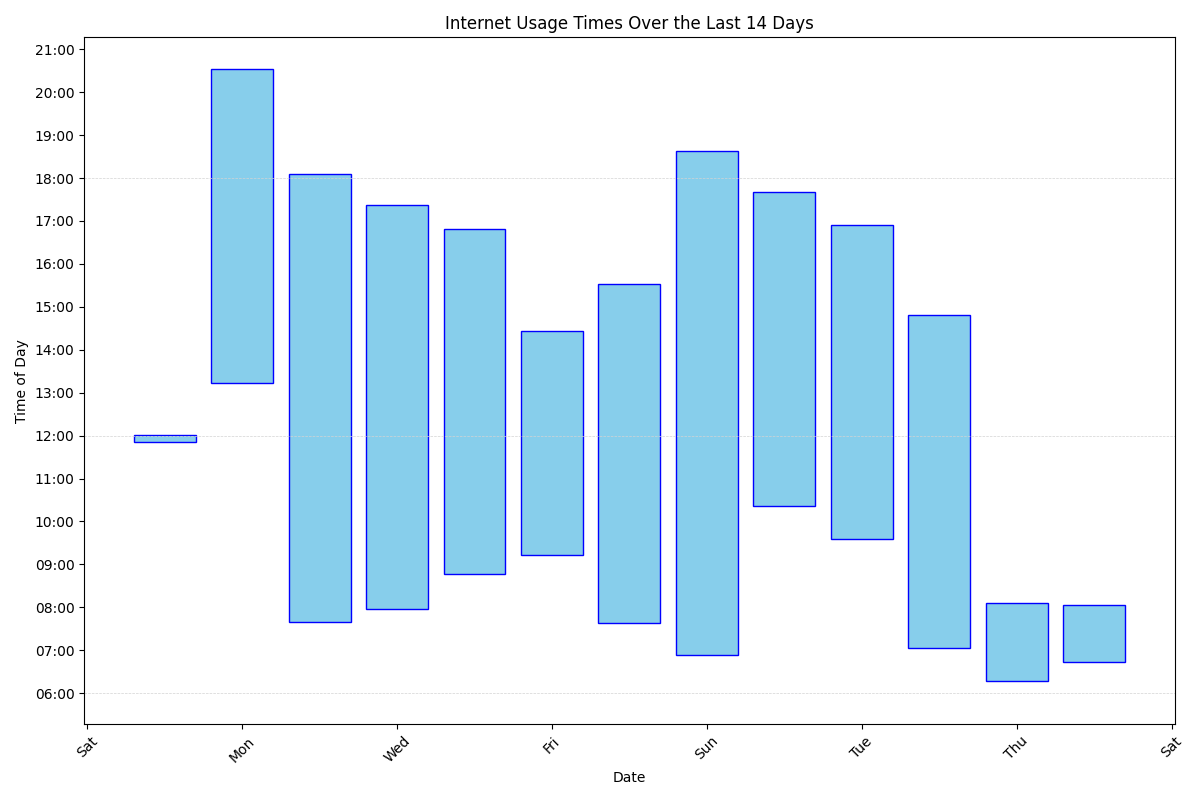 Internet Usage Times Over the Last 14 Days
21:00
20:00
19:00
18:00
17:00
16:00
15:00
14:00
13:00
12:00
11:00
10:00
09:00
08:00
07:00
06:00
Time of Day
Sat
Mon
Wed
Fri
Sun
Tue
Thu
Sat
Date